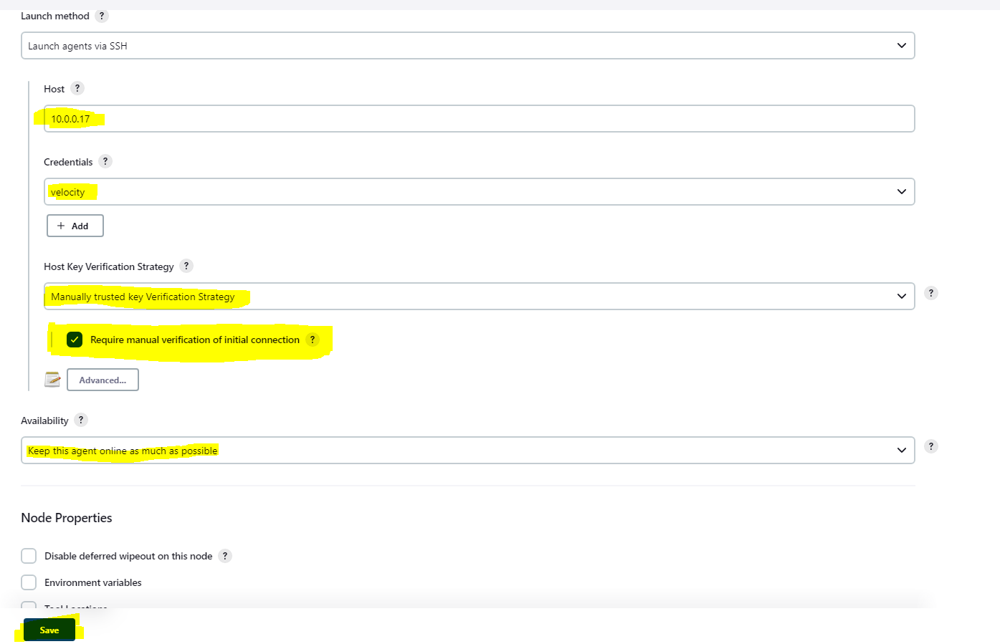 Launch method ?
Launch agents via SSH
Host ?
10.0.0.17
Credentials ?
velocity
+ Add
Host Key Verification Strategy ?
Manually trusted key Verification Strategy
?
Require manual verification of initial connection ?
Advanced...
Availability ?
Keep this agent online as much as possible
?
Node Properties
Disable deferred wipeout on this node ?
Environment variables
Tool Locations
Save